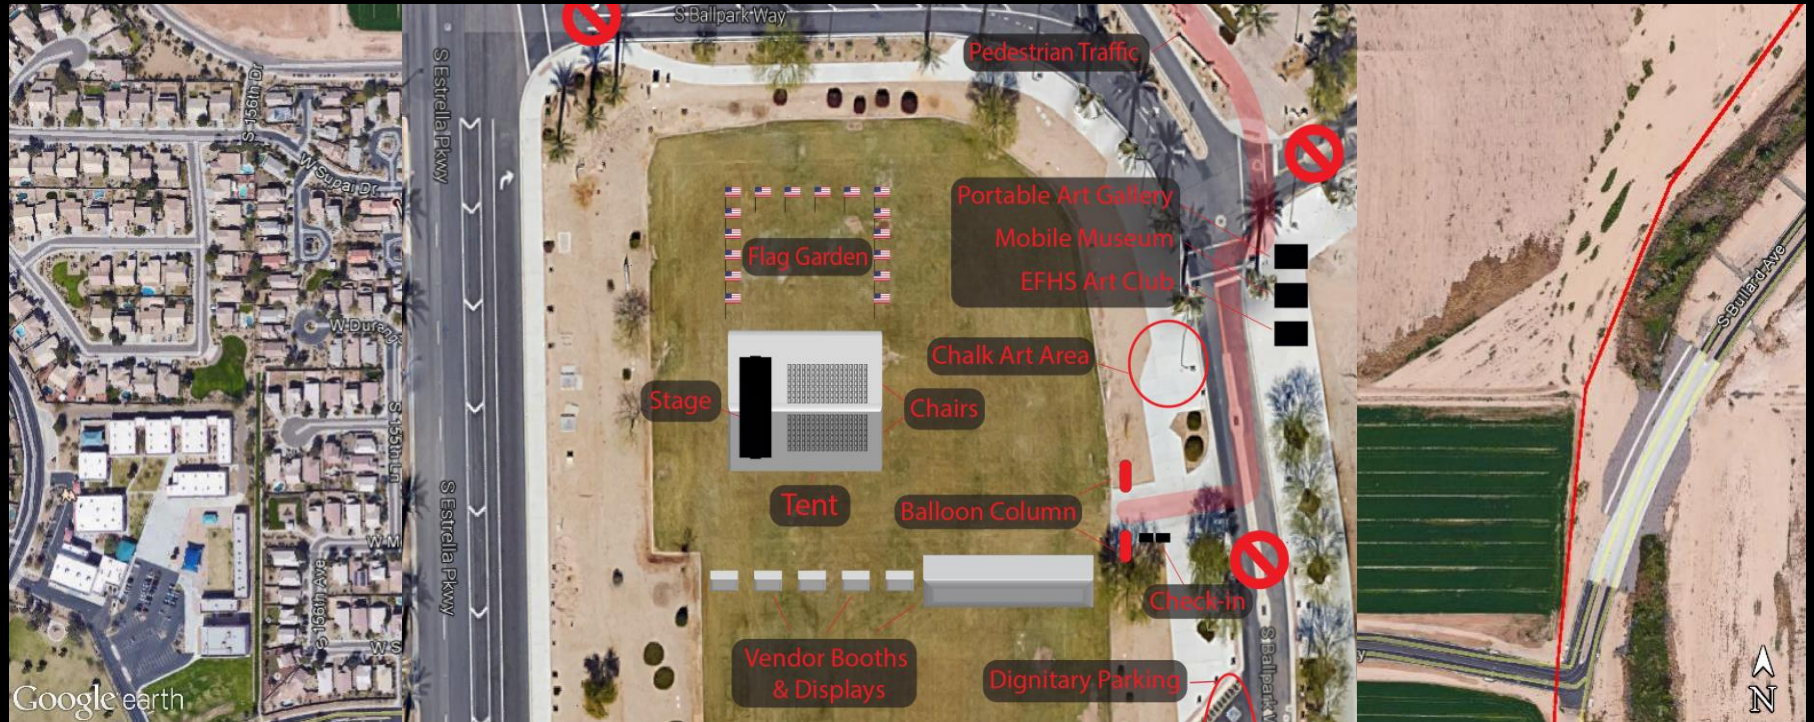 S Ballpark Way
Pedestrian Traffic
S 156th Dr
S Estrella Pkwy
W Supai Dr
Portable Art Gallery
Mobile Museum
EFHS Art Club
Flag Garden
S Bullard Ave
Chalk Art Area
Stage
Chairs
S 155th Ln
Tent
Balloon Column
S Estrella Pkwy
W M
S 156th Ave
Check-in
W S
Vendor Booths
& Displays
Dignitary Parking
S Ballpark W
y
Google earth
N